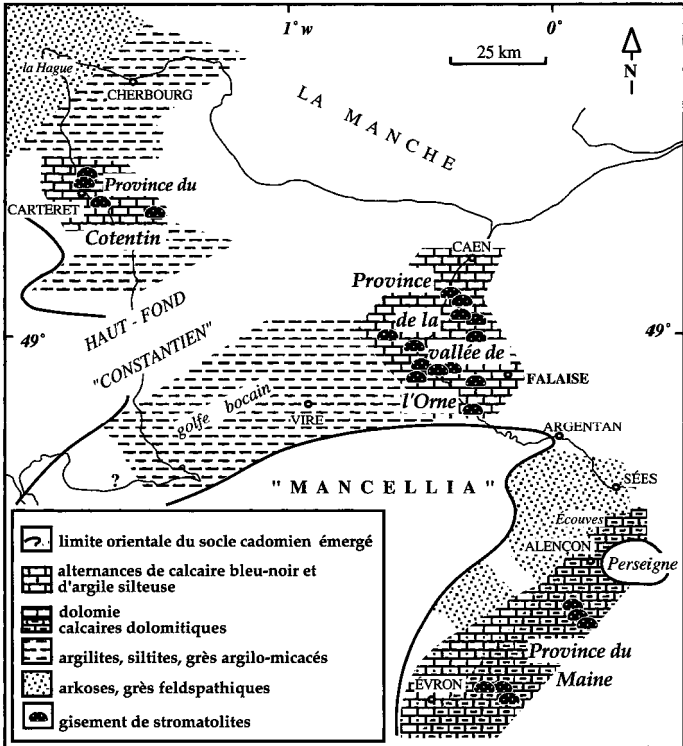 1° w
0°
25 km
N
la Hague
CHERBOURG
LA MANCHE
Province du
CARTERET
Cotentin
CAEN
Province
de la
vallée de
l'Orne
HAUT - FOND
"CONSTANTIEN"
49°
49°
FALAISE
golfe bocain
VIRE
ARGENTAN
?
"MANCELLIA"
SÉES
Écouves
ALENÇON
Perseigne
Province du
Maine
ÉVRON
limite orientale du socle cadomien émergé
alternances de calcaire bleu-noir et
d'argile silteuse
dolomie
calcaires dolomitiques
argilites, siltites, grès argilo-micacés
arkoses, grès feldspathiques
gisement de stromatolites